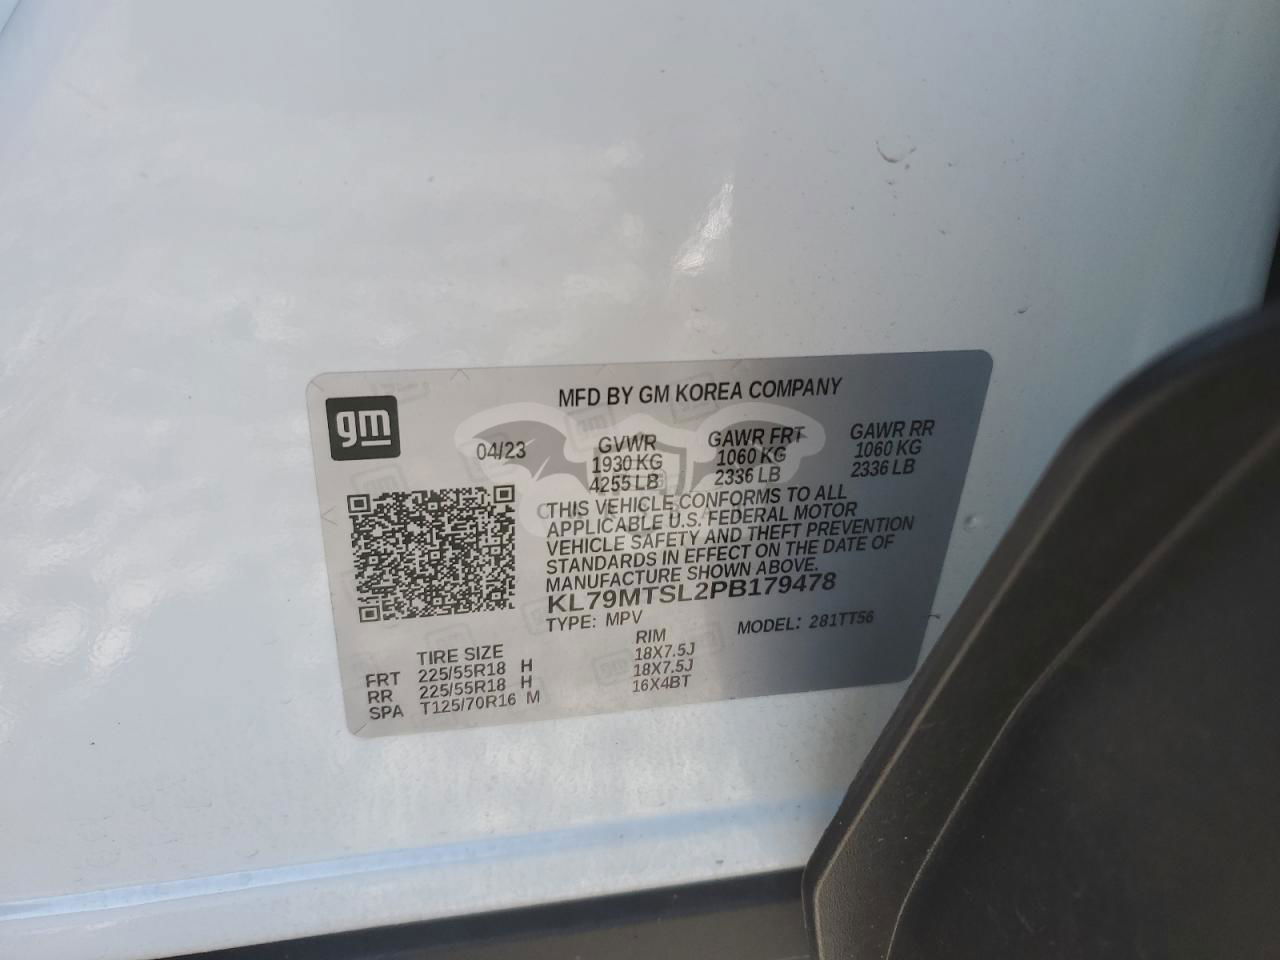 MFD BY GM KOREA COMPANY
gm
04/23
GVWR GAWR FRT GAWR RR
1930 KG 1060 KG 1060 KG
4255 LB 2336 LB 2336 LB
THIS VEHICLE CONFORMS TO ALL
APPLICABLE U.S. FEDERAL MOTOR
VEHICLE SAFETY AND THEFT PREVENTION
STANDARDS IN EFFECT ON THE DATE OF
MANUFACTURE SHOWN ABOVE.
KL79MTSL2PB179478
TYPE: MPV MODEL: 281TT56
TIRE SIZE RIM
FRT 225/55R18 H 18X7.5J
RR 225/55R18 H 18X7.5J
SPA T125/70R16 M 16X4BT